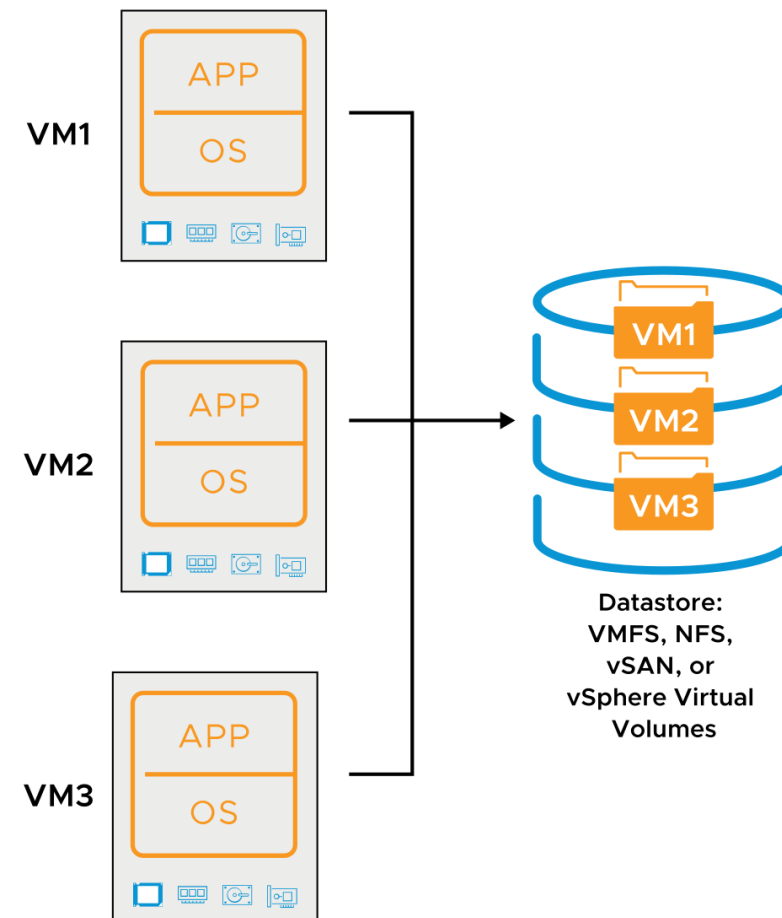 VM1
APP
OS
VM2
APP
OS
VM3
APP
OS
VM1
VM2
VM3
Datastore:
VMFS, NFS,
vSAN, or
vSphere Virtual
Volumes